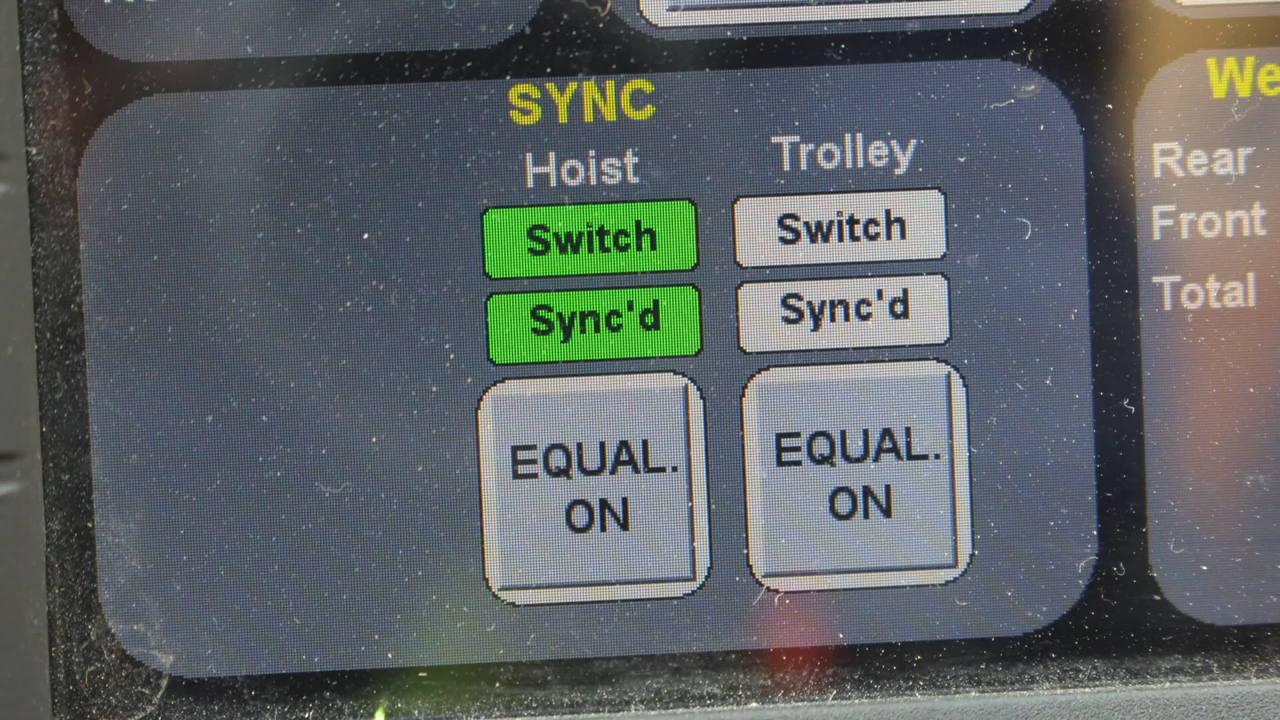 SYNC
Hoist
Trolley
Switch
Switch
Sync'd
Sync'd
EQUAL.
ON
EQUAL.
ON
Rear
Front
Total